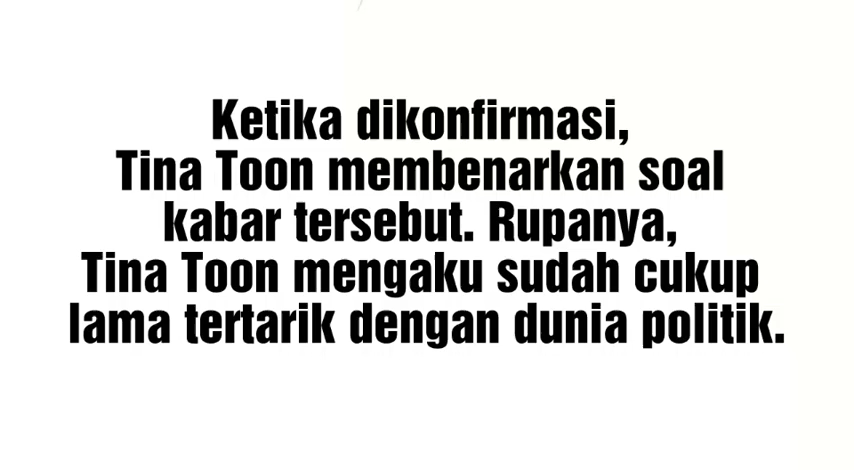 Ketika dikonfirmasi,
Tina Toon membenarkan soal
kabar tersebut. Rupanya,
Tina Toon mengaku sudah cukup
lama tertarik dengan dunia politik.